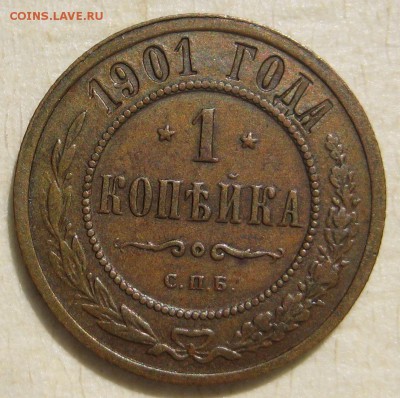 COINS.LAVE.RU
1901 ГОДА
1
КОПѢЙКА
С.П.Б.